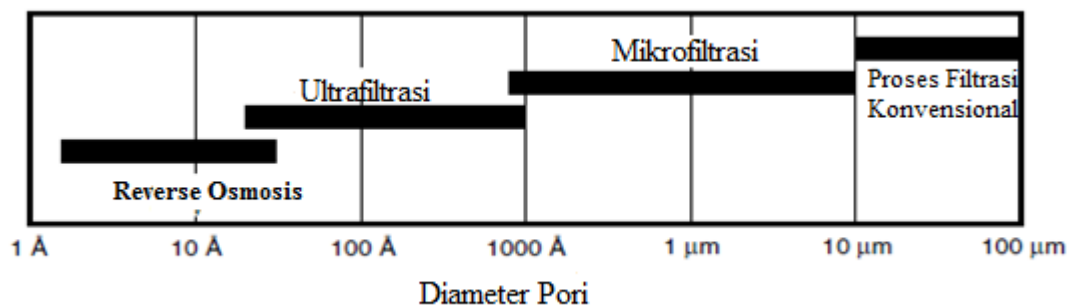 Mikrofiltrasi
Proses Filtrasi
Konvensional
Ultrafiltrasi
Reverse Osmosis
1 Å
10 Å
100 Å
1000 Å
1 μm
10 μm
100 μm
Diameter Pori